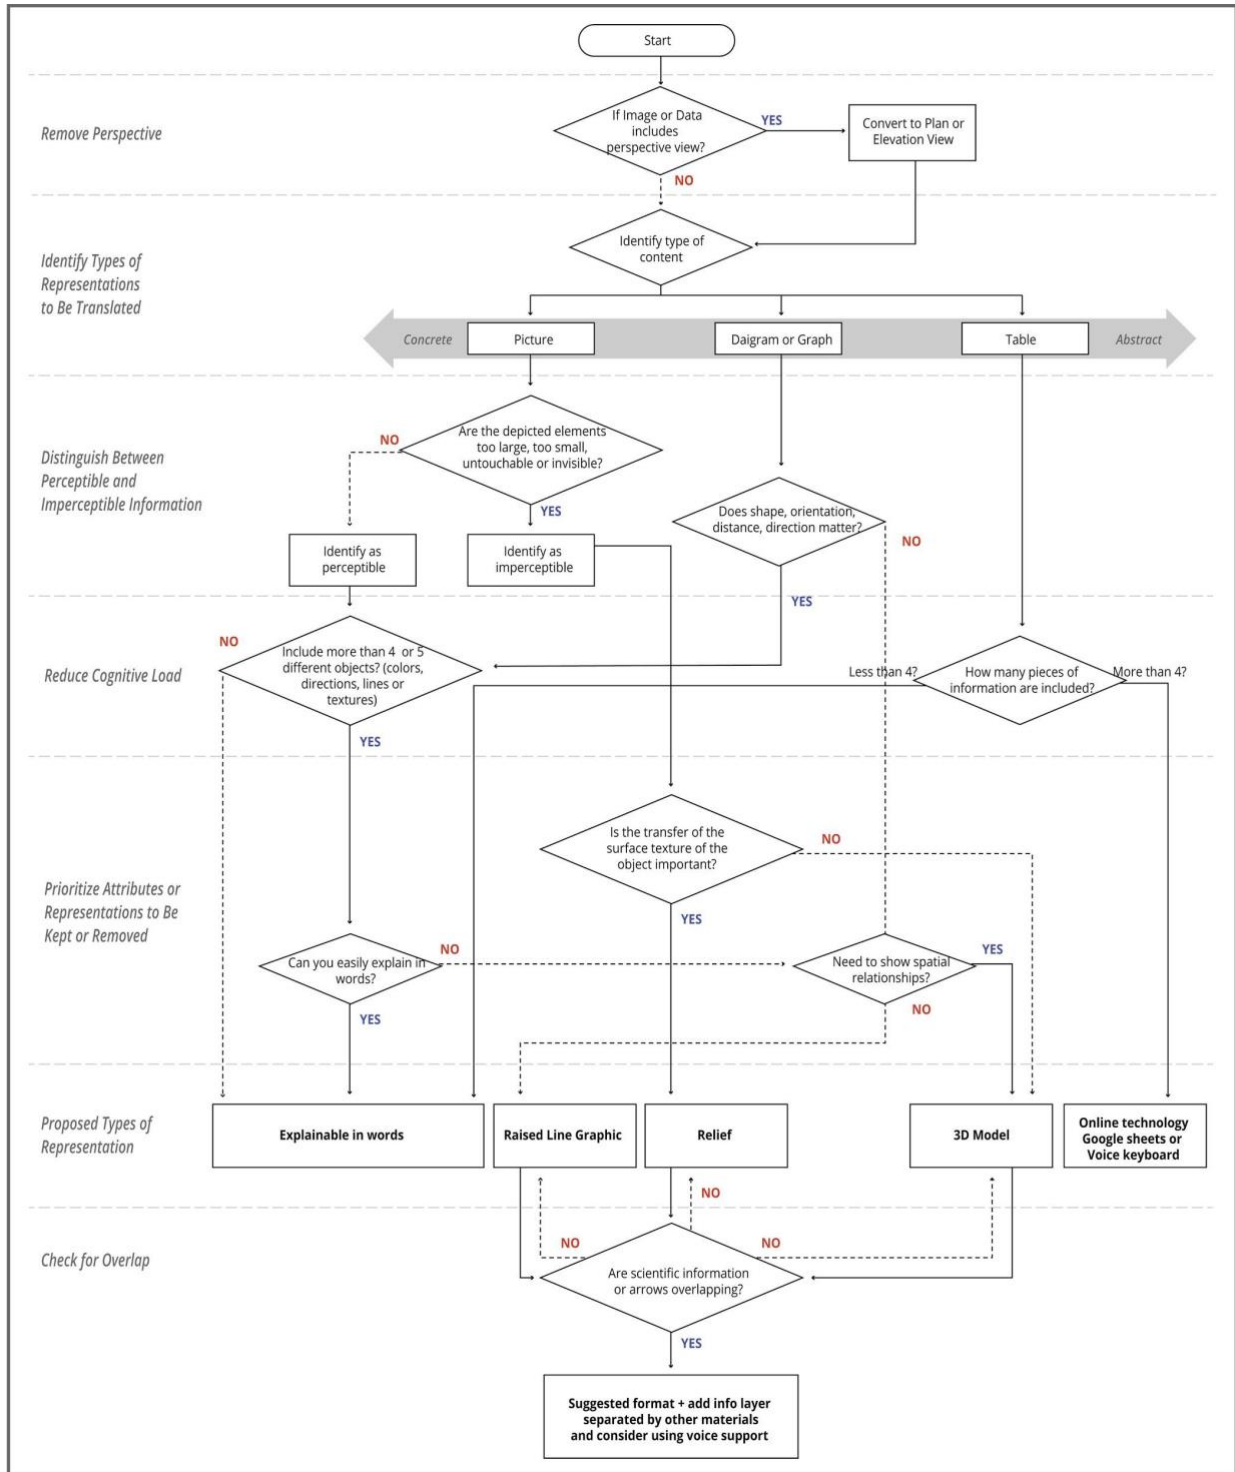 Start
Remove Perspective
If Image or Data
includes
perspective view?
YES
Convert to Plan or
Elevation View
NO
Identify Types of
Representations
to Be Translated
Identify type of
content
Concrete
Picture
Daigram or Graph
Table
Abstract
Distinguish Between
Perceptible and
Imperceptible Information
NO
Are the depicted elements
too large, too small,
untouchable or invisible?
YES
Does shape, orientation,
distance, direction matter?
NO
Identify as
perceptible
Identify as
imperceptible
YES
Reduce Cognitive Load
NO
Include more than 4 or 5
different objects? (colors,
directions, lines or
textures)
YES
Less than 4?
How many pieces of
information are included?
More than 4?
Prioritize Attributes or
Representations to Be
Kept or Removed
Is the transfer of the
surface texture of the
object important?
NO
YES
Can you easily explain in
words?
NO
YES
Need to show spatial
relationships?
YES
NO
Proposed Types of
Representation
Explainable in words
Raised Line Graphic
Relief
3D Model
Online technology
Google sheets or
Voice keyboard
Check for Overlap
NO
NO
NO
Are scientific information
or arrows overlapping?
YES
Suggested format + add info layer
separated by other materials
and consider using voice support